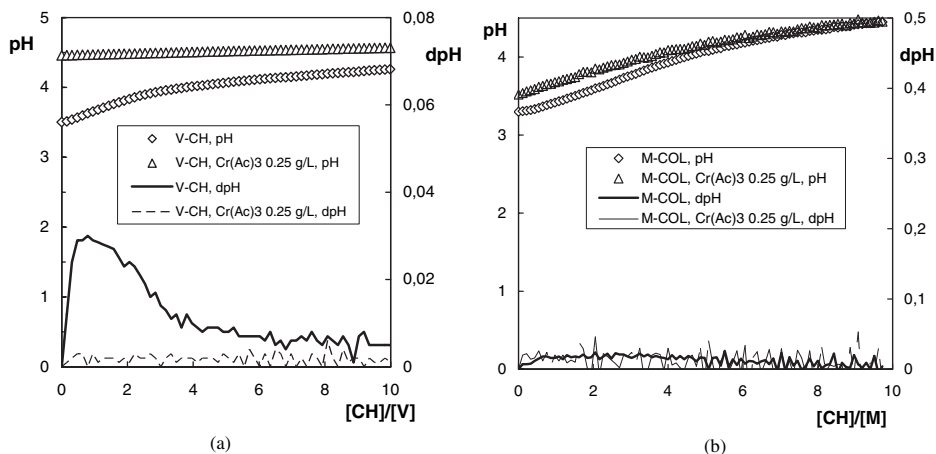 5
0,08
pH
dpH
4
0,06
V-CH, pH
V-CH, Cr(Ac)3 0.25 g/L, pH
V-CH, dpH
V-CH, Cr(Ac)3 0.25 g/L, dpH
3
0,04
2
0,02
1
0
0
0 2 4 6 8 10
[CH]/[V]
(a)
pH
0,5
dpH
4
0,4
3
0,3
M-COL, pH
M-COL, Cr(Ac)3 0.25 g/L, pH
M-COL, dpH
M-COL, Cr(Ac)3 0.25 g/L, dpH
2
0,2
1
0,1
0
0
0 2 4 6 8 10
[CH]/[M]
(b)